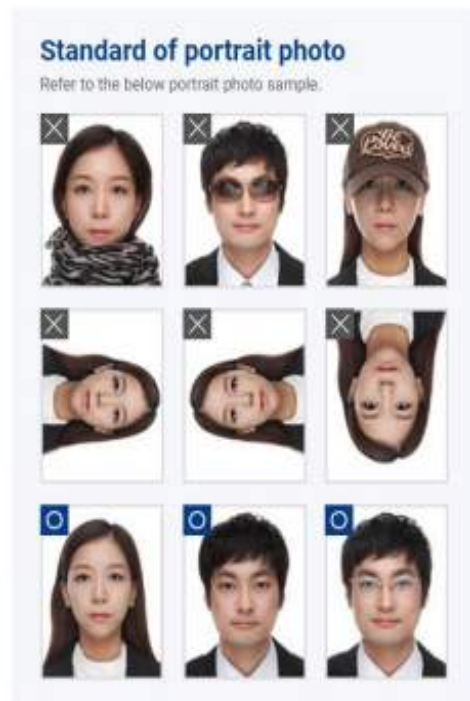 Standard of portrait photo
Refer to the below portrait photo sample.
X X X
X X X
O O O